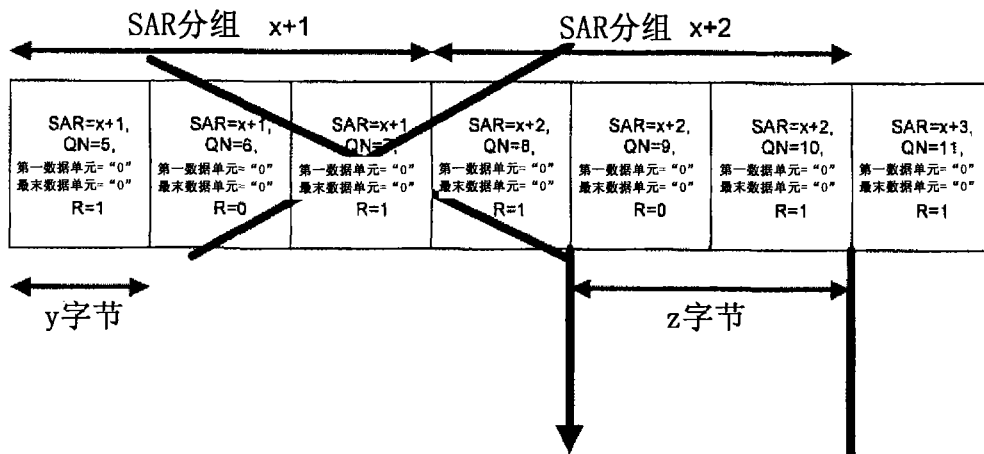 SAR分组 x+1
SAR分组 x+2
SAR=x+1,
QN=5,
第一数据单元=“0”
最末数据单元=“0”
R=1
SAR=x+1,
QN=6,
第一数据单元=“0”
最末数据单元=“0”
R=0
SAR=x+1
QN=7,
第一数据单元=“0”
最末数据单元=“0”
R=1
SAR=x+2,
QN=8,
第一数据单元=“0”
最末数据单元=“0”
R=1
SAR=x+2,
QN=9,
第一数据单元=“0”
最末数据单元=“0”
R=0
SAR=x+2,
QN=10,
第一数据单元=“0”
最末数据单元=“0”
R=1
SAR=x+3,
QN=11,
第一数据单元=“0”
最末数据单元=“0”
R=1
y字节
z字节